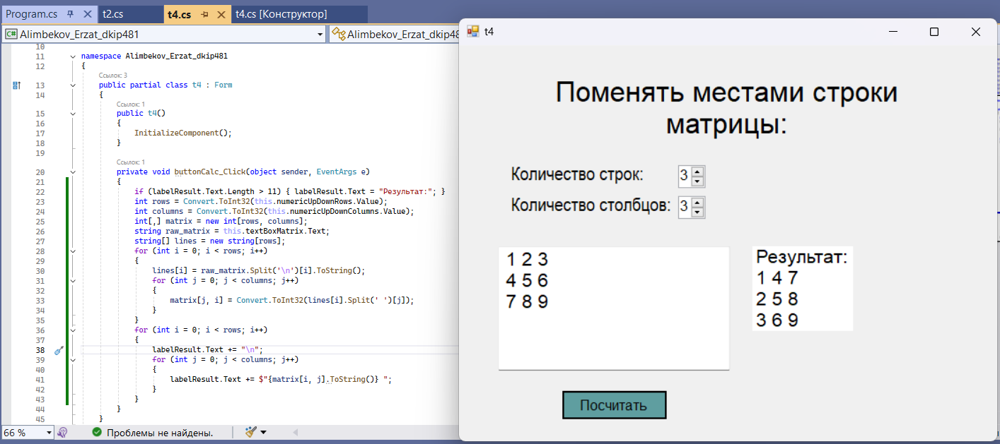 Program.cs t2.cs t4.cs t4.cs [Конструктор]
C# Alimbekov_Erzat_dkip481 Alimbekov_Erzat_dkip48
10
11 namespace Alimbekov_Erzat_dkip481
12 {
Ссылок: 3
13 public partial class t4 : Form
14 {
Ссылок: 1
15 public t4()
16 {
17 InitializeComponent();
18 }
19
Ссылок: 1
20 private void buttonCalc_Click(object sender, EventArgs e)
21 {
22 if (labelResult.Text.Length > 11) { labelResult.Text = "Результат:"; }
23 int rows = Convert.ToInt32(this.numericUpDownRows.Value);
24 int columns = Convert.ToInt32(this.numericUpDownColumns.Value);
25 int[,] matrix = new int[rows, columns];
26 string raw_matrix = this.textBoxMatrix.Text;
27 string[] lines = new string[rows];
28 for (int i = 0; i < rows; i++)
29 {
30 lines[i] = raw_matrix.Split('\n')[i].ToString();
31 for (int j = 0; j < columns; j++)
32 {
33 matrix[j, i] = Convert.ToInt32(lines[i].Split(' ')[j]);
34 }
35 }
36 for (int i = 0; i < rows; i++)
37 {
38 labelResult.Text += "\n";
39 for (int j = 0; j < columns; j++)
40 {
41 labelResult.Text += $"{matrix[i, j].ToString()} ";
42 }
43 }
44 }
45 }
66 % Проблемы не найдены.
t4
Поменять местами строки
матрицы:
Количество строк: 3
Количество столбцов: 3
1 2 3
4 5 6
7 8 9
Результат:
1 4 7
2 5 8
3 6 9
Посчитать